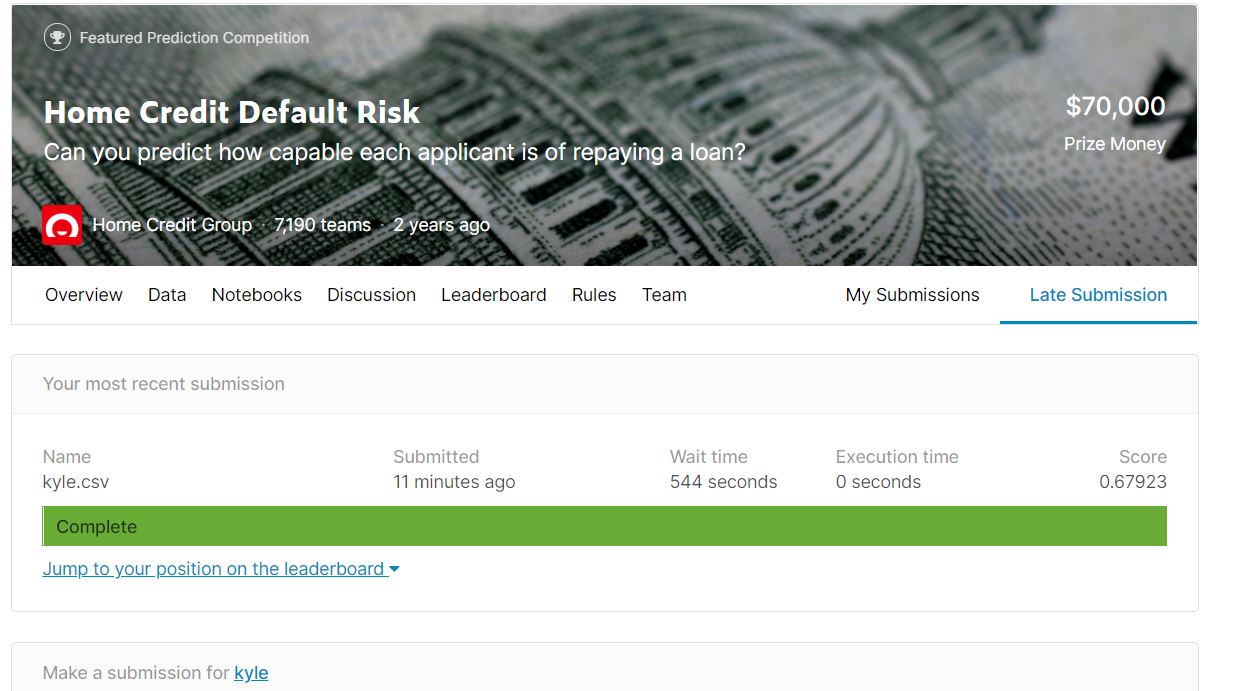 Featured Prediction Competition
Home Credit Default Risk
$70,000
Can you predict how capable each applicant is of repaying a loan?
Prize Money
Home Credit Group · 7,190 teams · 2 years ago
Overview Data Notebooks Discussion Leaderboard Rules Team My Submissions Late Submission
Your most recent submission
Name Submitted Wait time Execution time Score
kyle.csv 11 minutes ago 544 seconds 0 seconds 0.67923
Complete
Jump to your position on the leaderboard
Make a submission for kyle